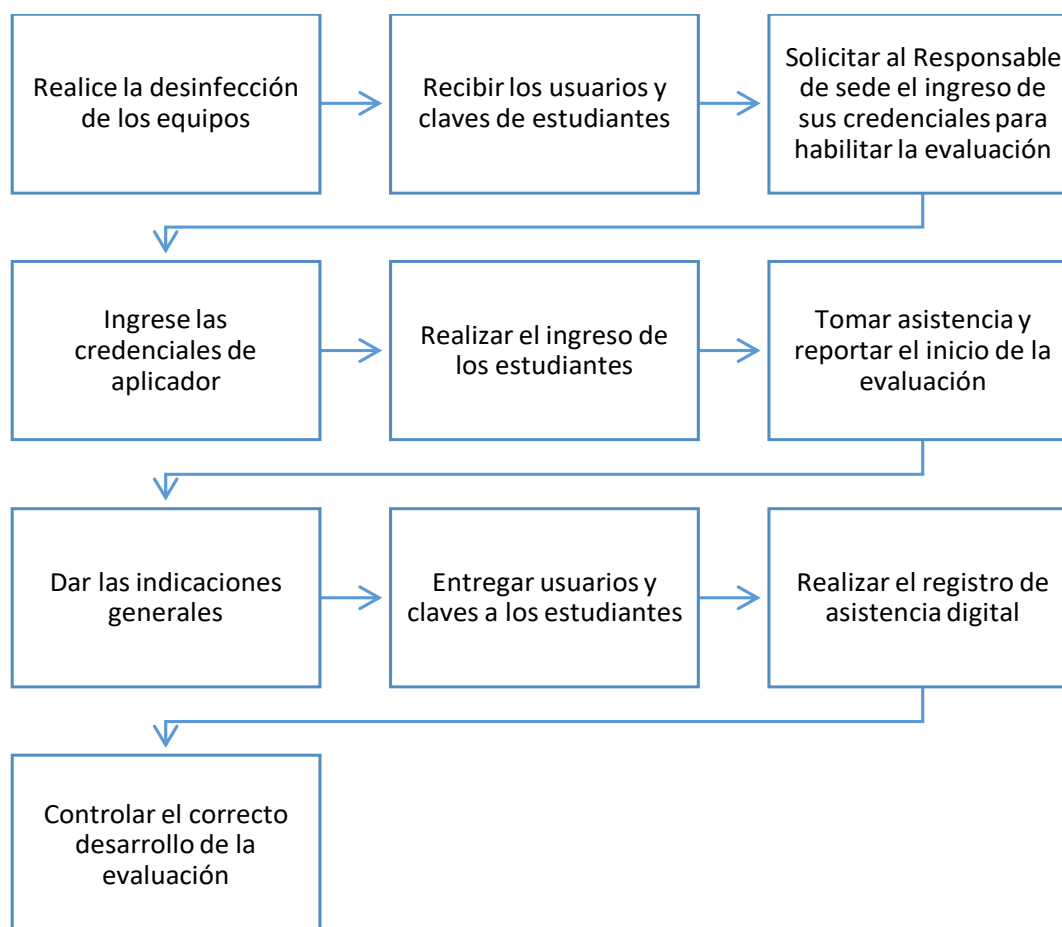 Realice la desinfección
de los equipos
Recibir los usuarios y
claves de estudiantes
Solicitar al Responsable
de sede el ingreso de
sus credenciales para
habilitar la evaluación
Ingrese las
credenciales de
aplicador
Realizar el ingreso de
los estudiantes
Tomar asistencia y
reportar el inicio de la
evaluación
Dar las indicaciones
generales
Entregar usuarios y
claves a los estudiantes
Realizar el registro de
asistencia digital
Controlar el correcto
desarrollo de la
evaluación